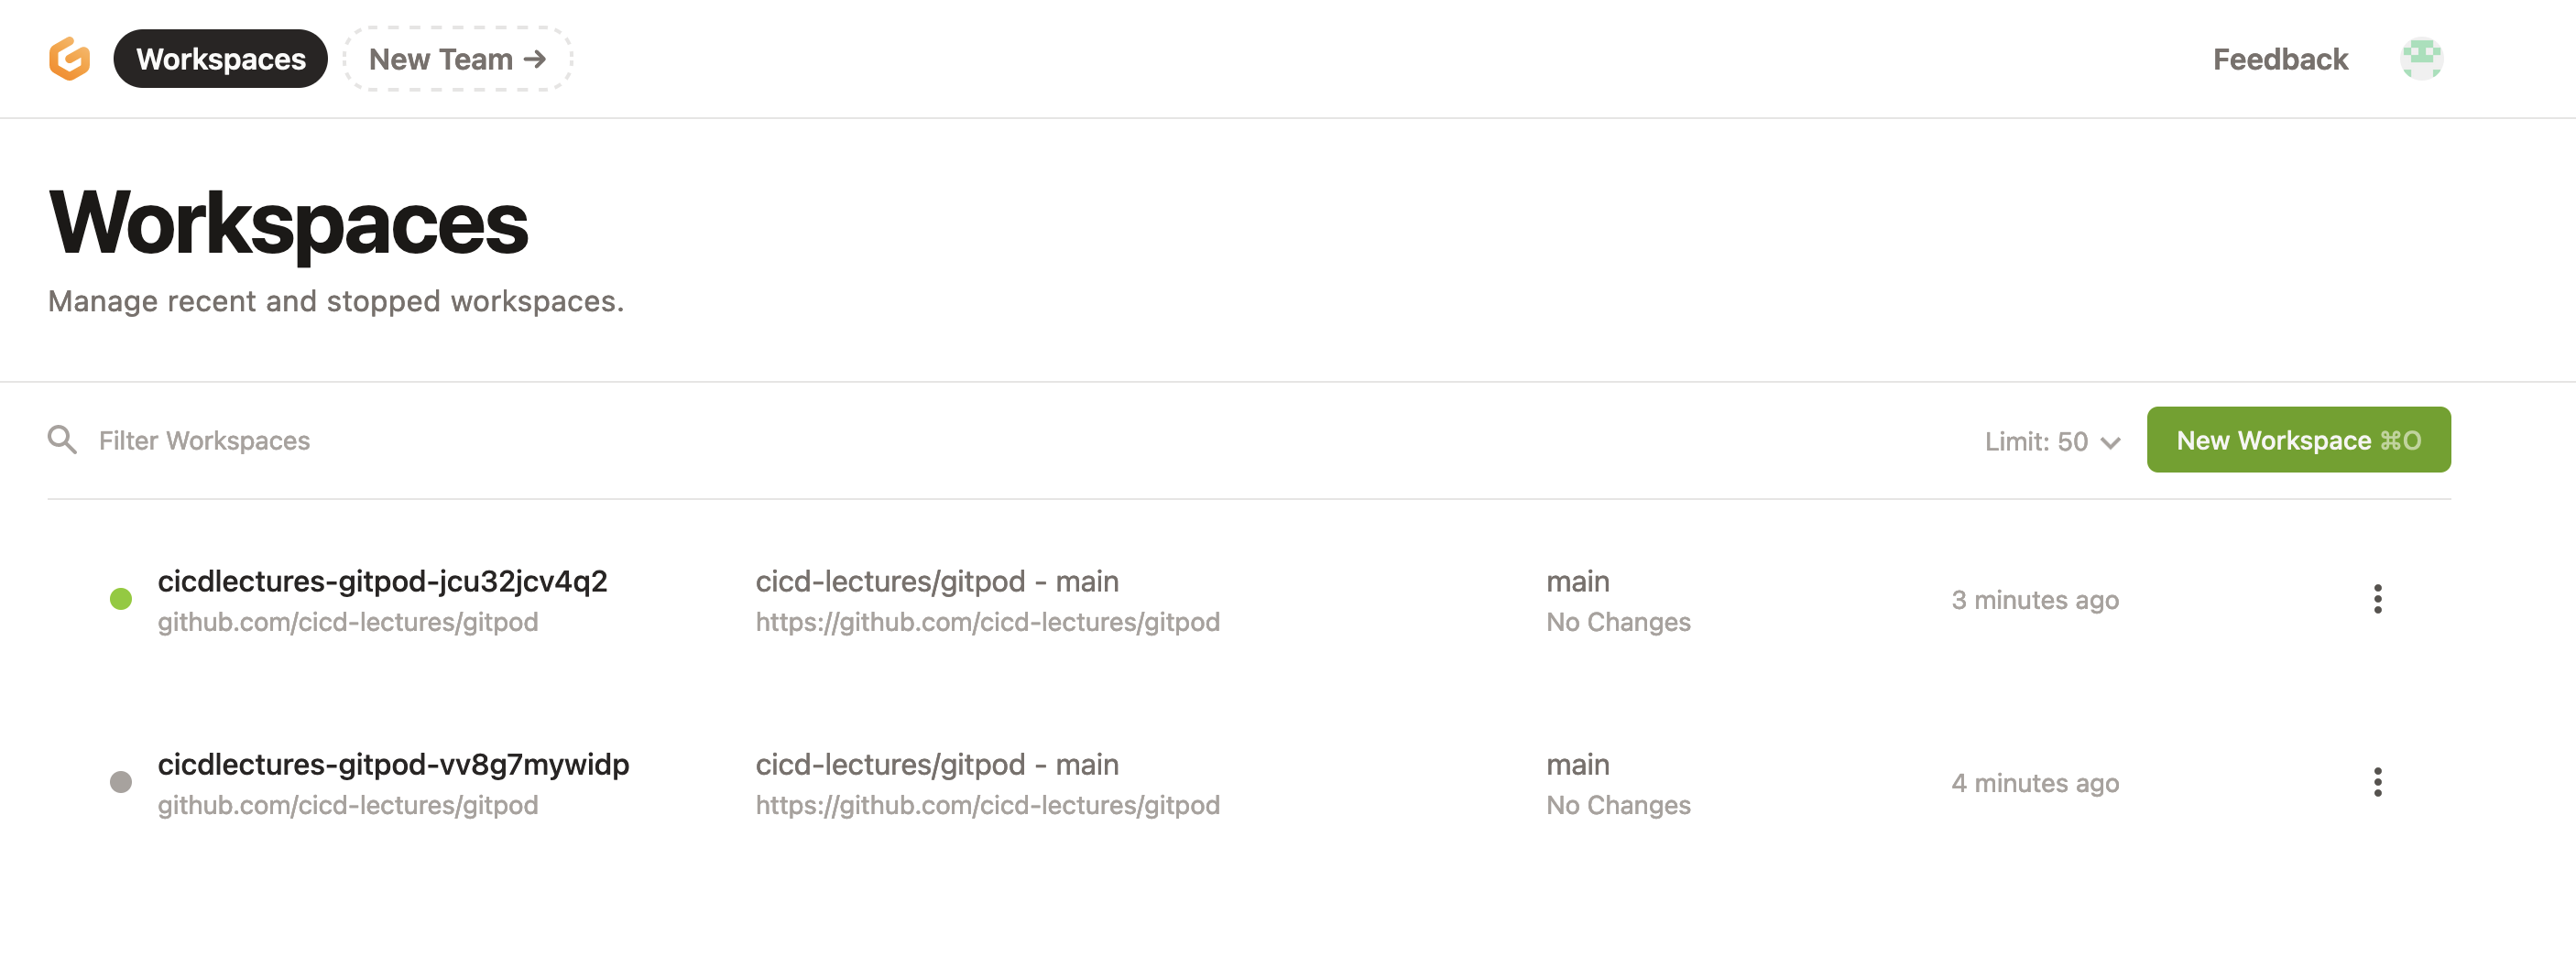 Workspaces
New Team →
Feedback
Workspaces
Manage recent and stopped workspaces.
Filter Workspaces
Limit: 50
New Workspace ⌘O
cicdlectures-gitpod-jcu32jcv4q2
github.com/cicd-lectures/gitpod
cicd-lectures/gitpod - main
https://github.com/cicd-lectures/gitpod
main
No Changes
3 minutes ago
cicdlectures-gitpod-vv8g7mywidp
github.com/cicd-lectures/gitpod
cicd-lectures/gitpod - main
https://github.com/cicd-lectures/gitpod
main
No Changes
4 minutes ago